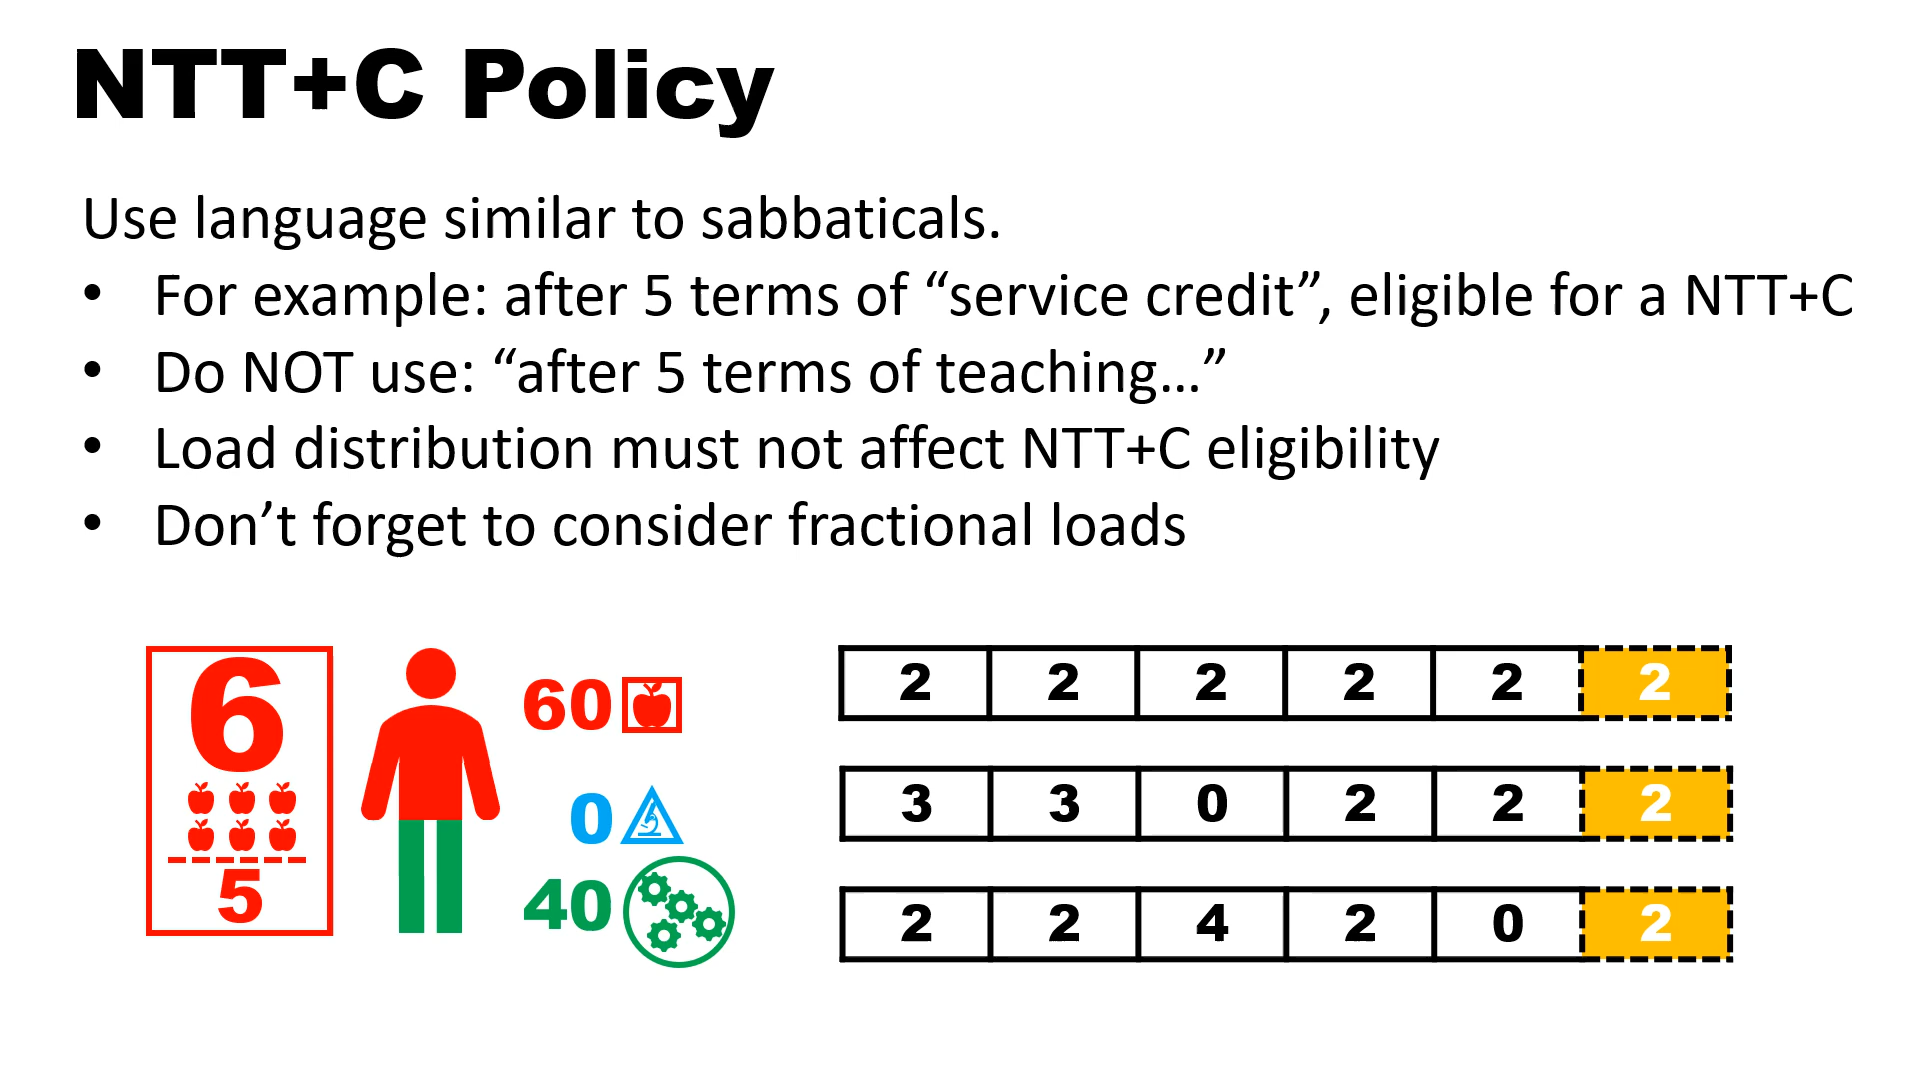 NTT+C Policy
Use language similar to sabbaticals.
• For example: after 5 terms of “service credit”, eligible for a NTT+C
• Do NOT use: “after 5 terms of teaching…”
• Load distribution must not affect NTT+C eligibility
• Don’t forget to consider fractional loads
6
5
60
0
40
2 2 2 2 2 2
3 3 0 2 2 2
2 2 4 2 0 2